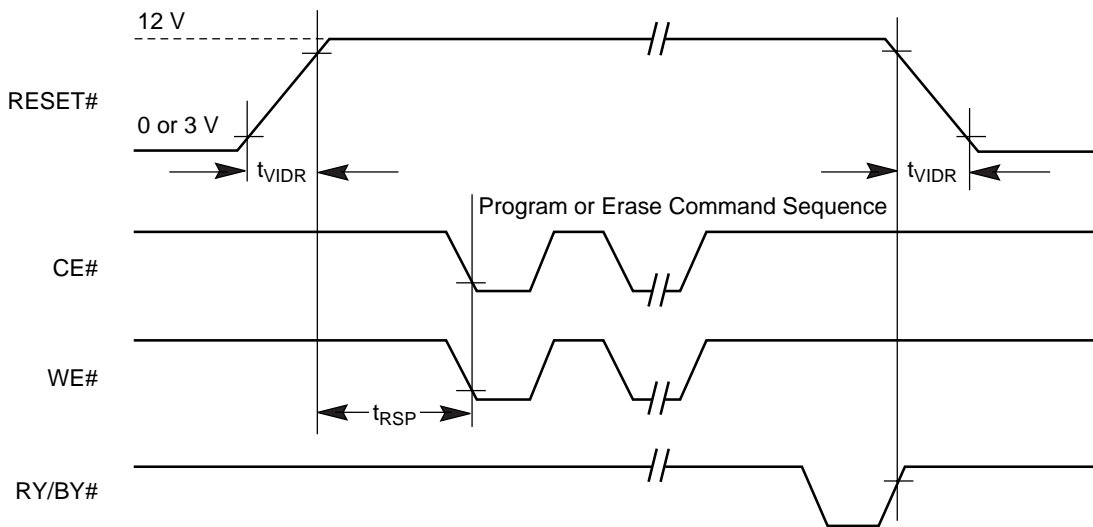 12 V
RESET#
0 or 3 V
tVIDR
tVIDR
Program or Erase Command Sequence
CE#
WE#
tRSP
RY/BY#